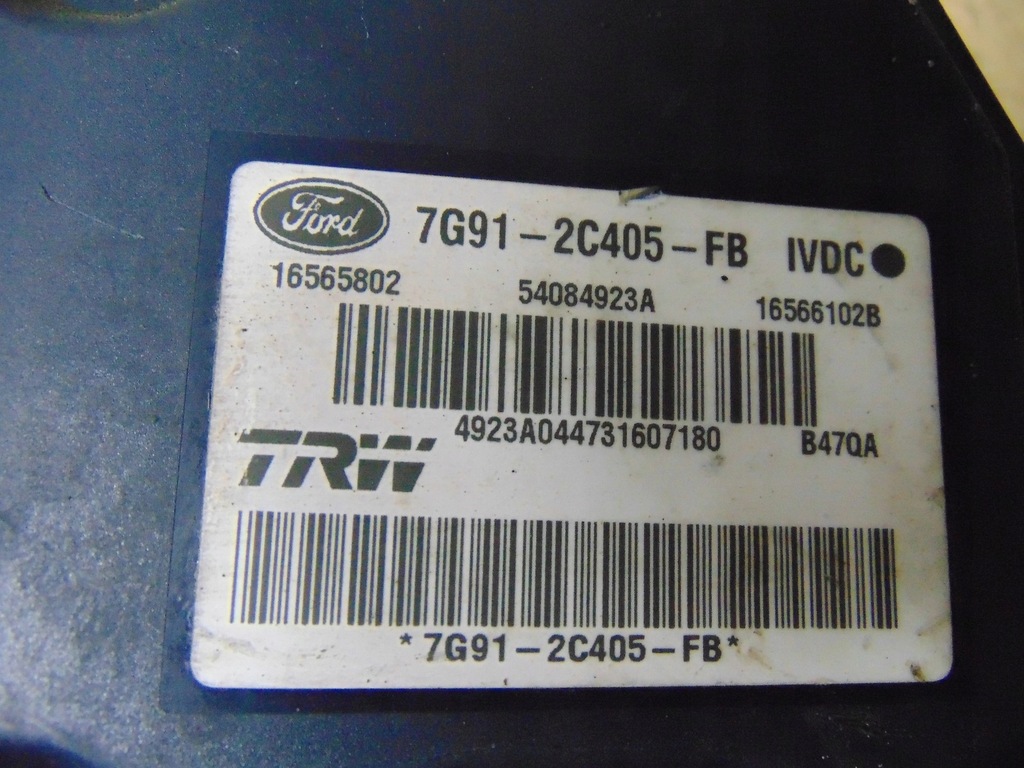 Ford 7G91-2C405-FB IVDC
16565802 54084923A 16566102B
4923A044731607180 B47QA
TRW
*7G91-2C405-FB*